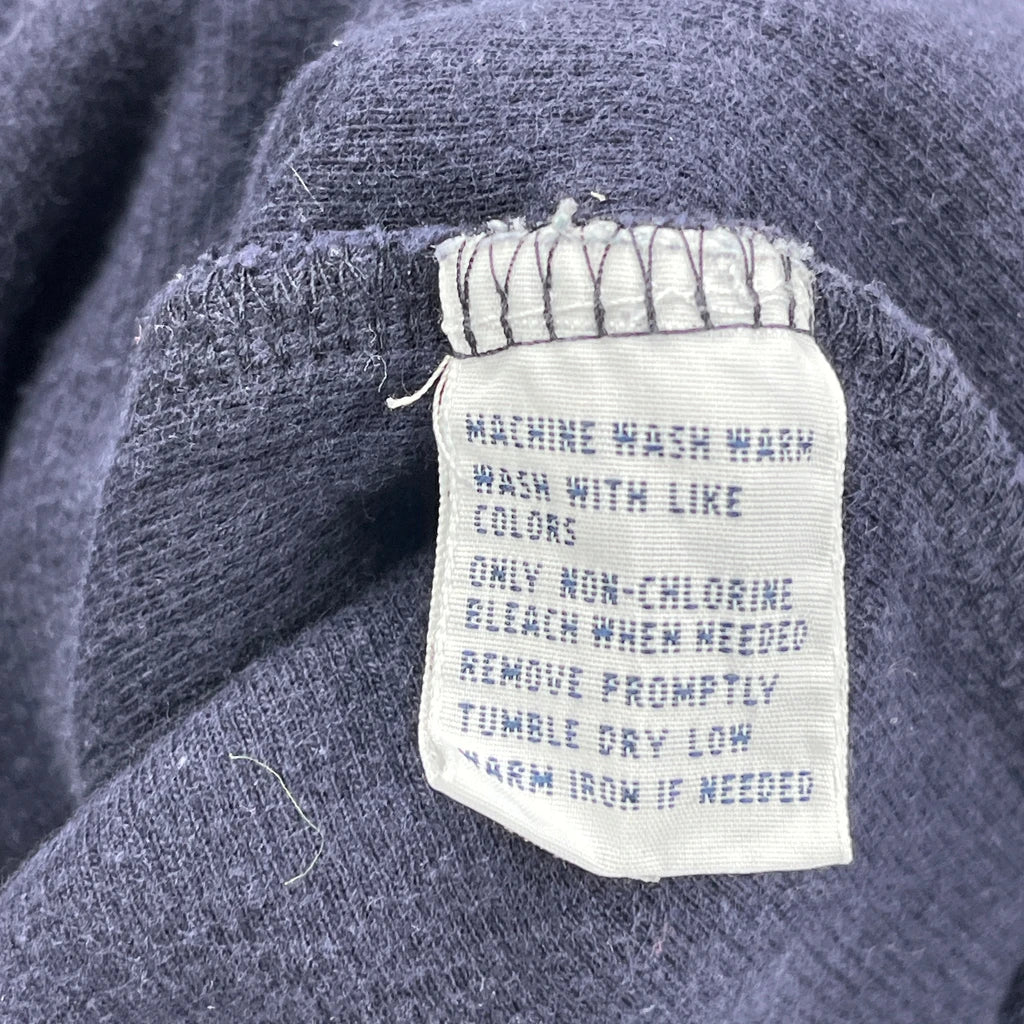 MACHINE WASH WARM
WASH WITH LIKE
COLORS
ONLY NON-CHLORINE
BLEACH WHEN NEEDED
REMOVE PROMPTLY
TUMBLE DRY LOW
WARM IRON IF NEEDED